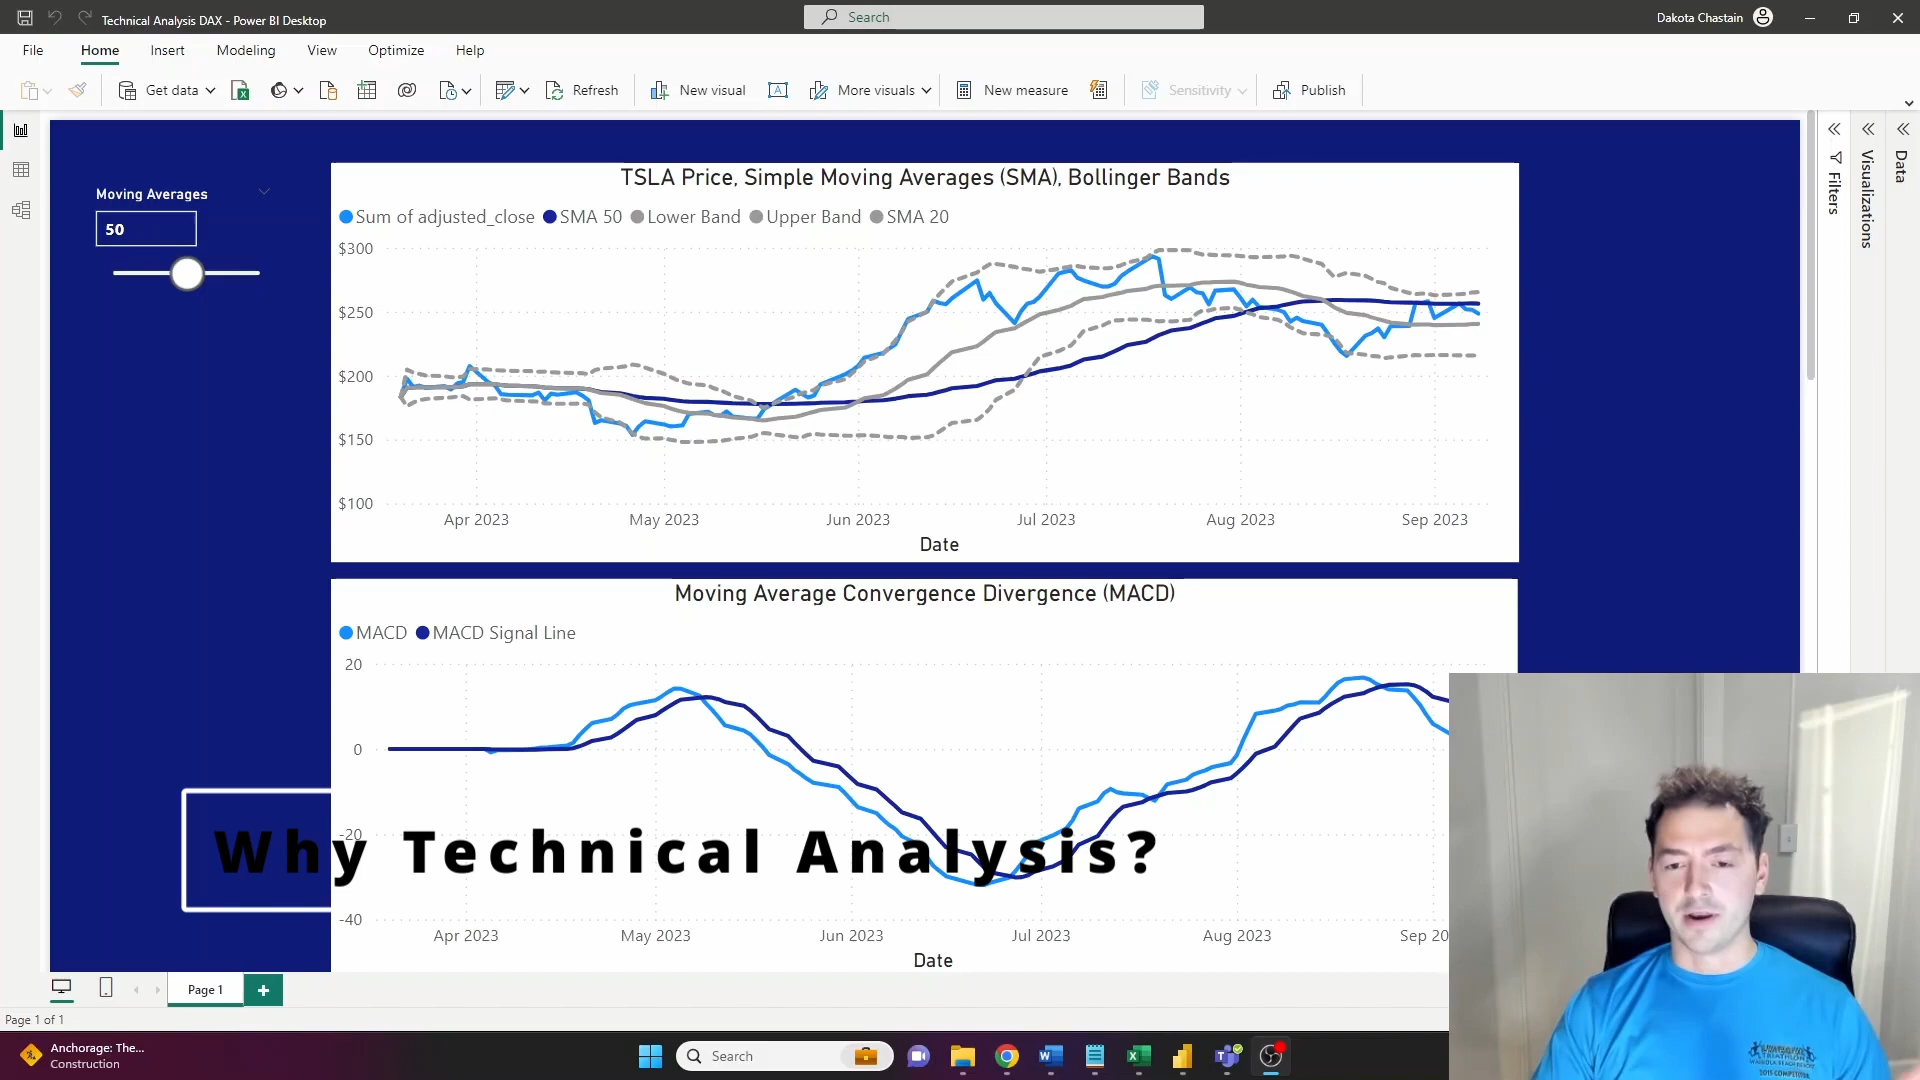 Technical Analysis DAX - Power BI Desktop
Search
Dakota Chastain
File
Home
Insert
Modeling
View
Optimize
Help
Get data
Refresh
New visual
More visuals
New measure
Sensitivity
Publish
Moving Averages
50
TSLA Price, Simple Moving Averages (SMA), Bollinger Bands
Sum of adjusted_close SMA 50 Lower Band Upper Band SMA 20
$300
$250
$200
$150
$100
Apr 2023 May 2023 Jun 2023 Jul 2023 Aug 2023 Sep 2023
Date
Moving Average Convergence Divergence (MACD)
MACD MACD Signal Line
20
0
-20
-40
Apr 2023 May 2023 Jun 2023 Jul 2023 Aug 2023 Sep 20
Date
Why Technical Analysis?
Filters
Visualizations
Data
Page 1
Page 1 of 1
Anchorage: The...
Construction
Search
TRIATHLON
2015 COMPETITOR